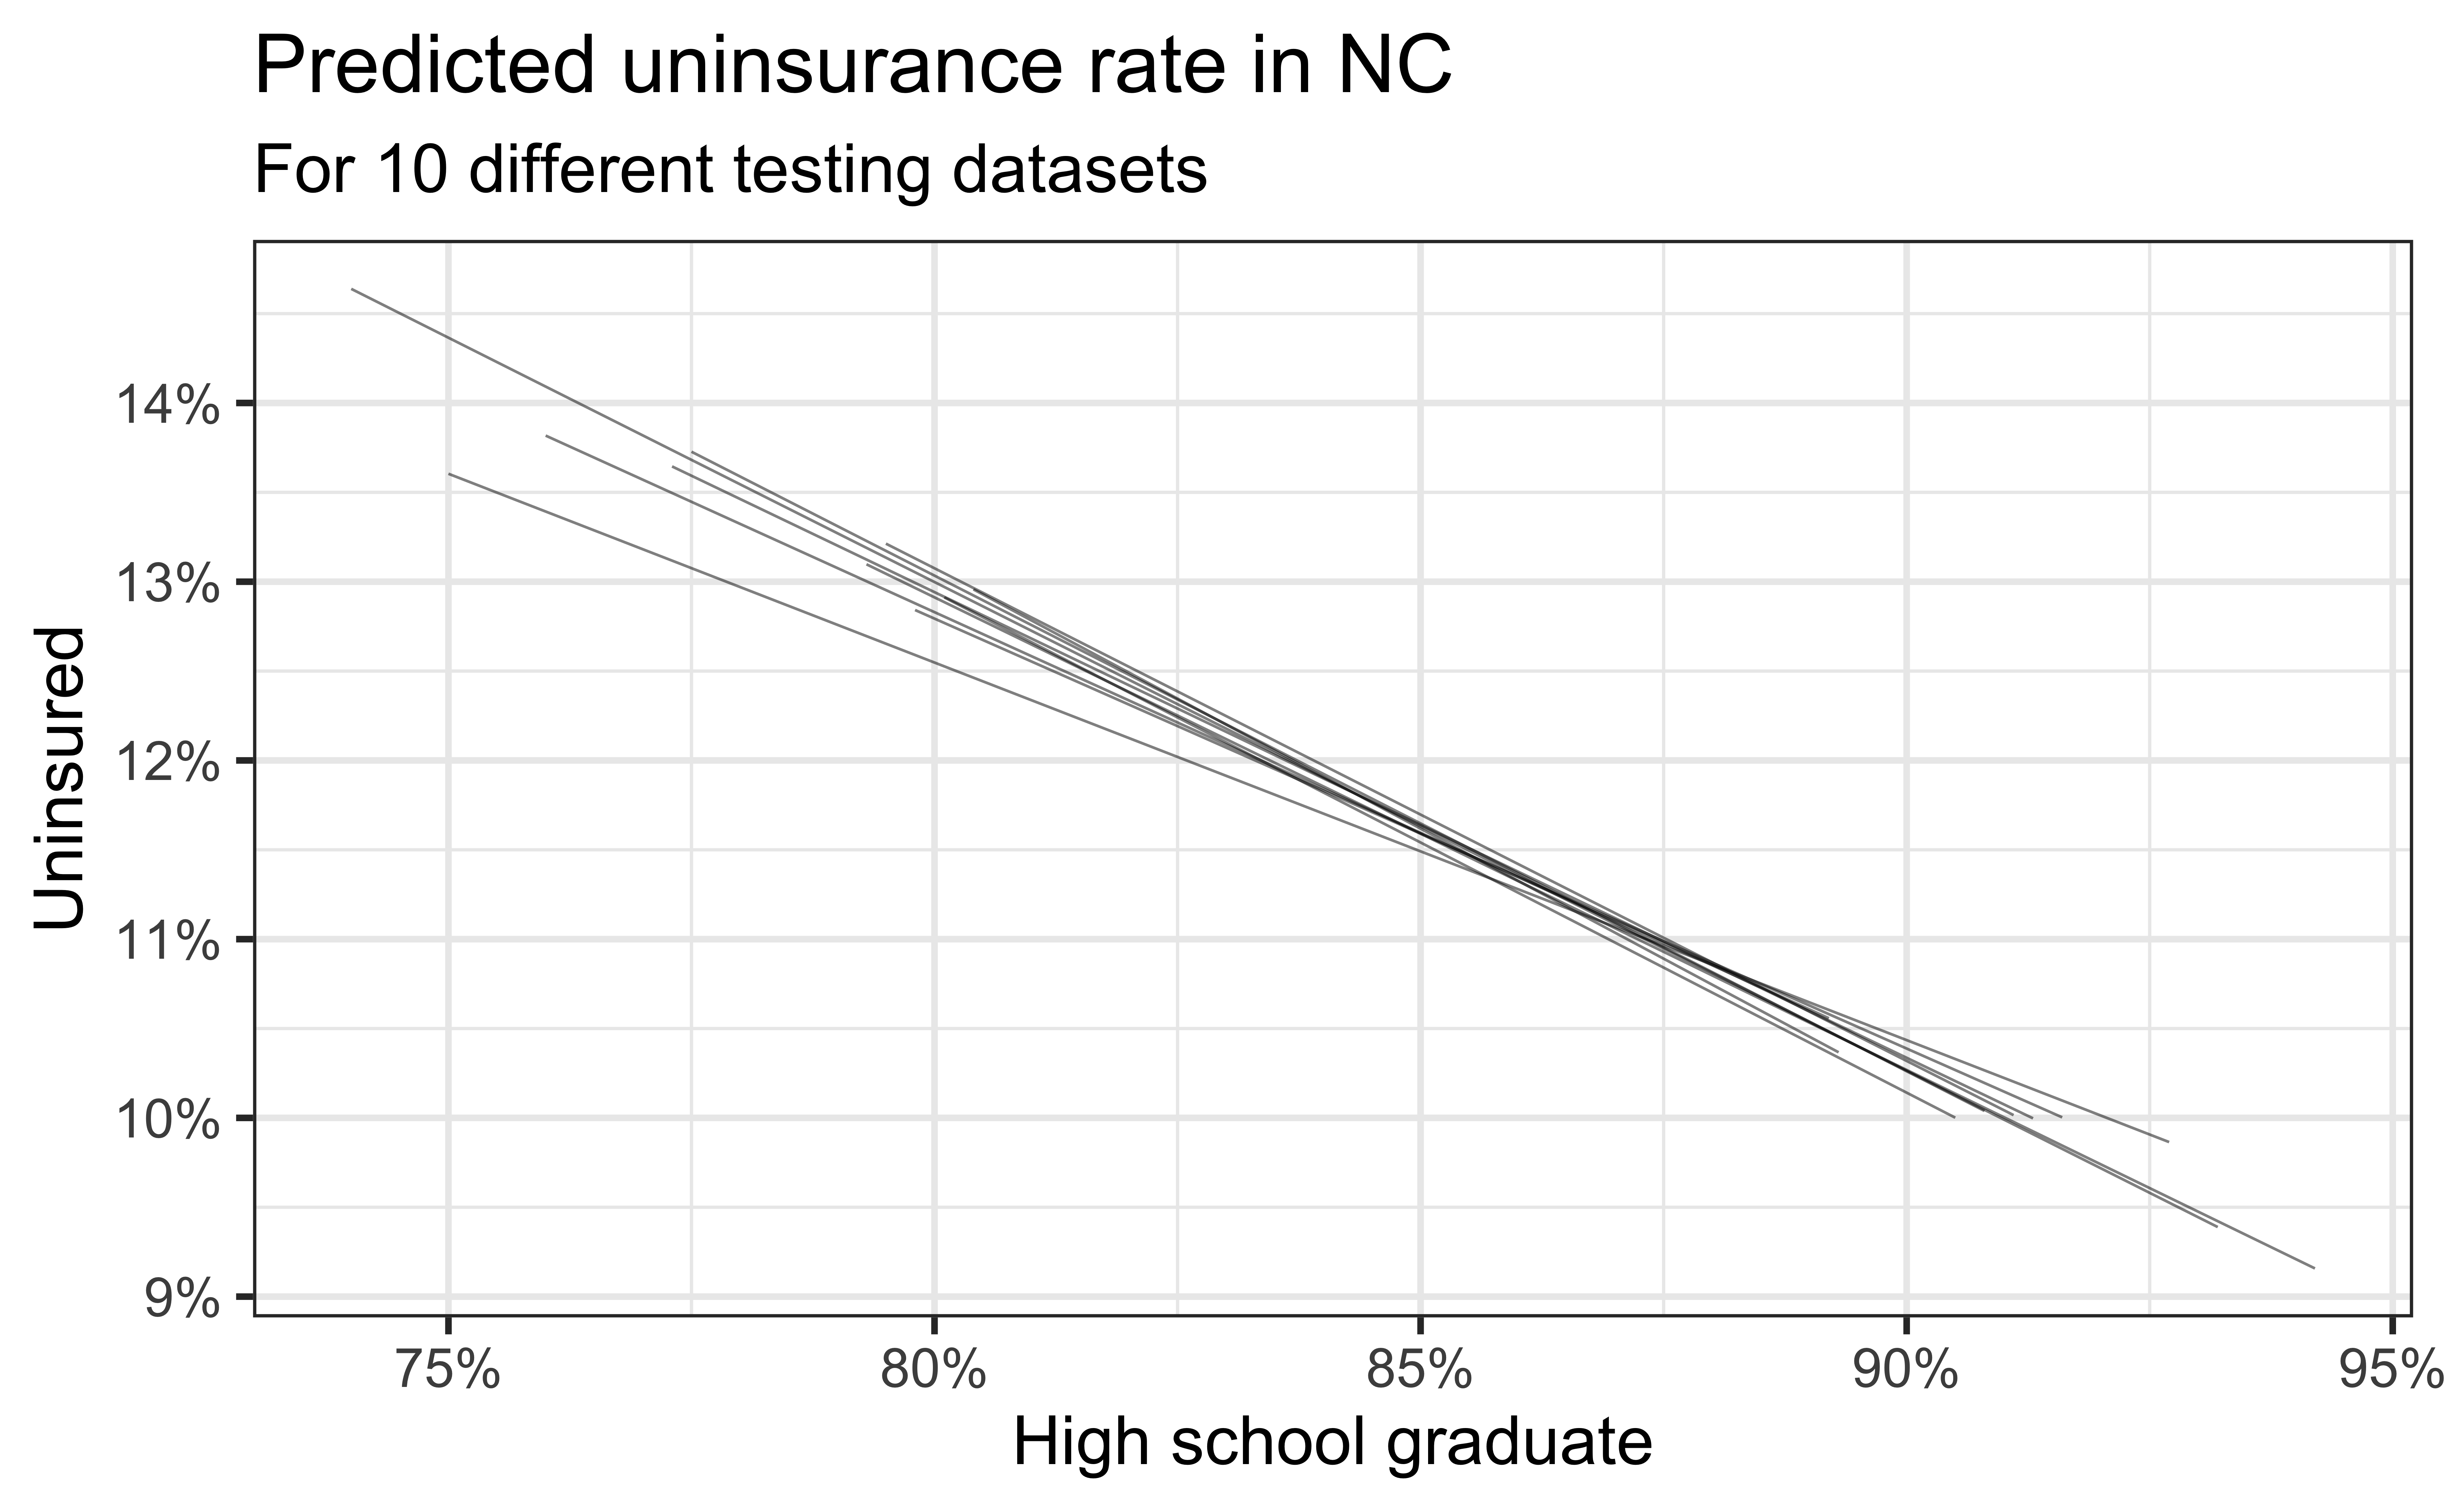 Predicted uninsurance rate in NC
For 10 different testing datasets
Uninsured
14%
13%
12%
11%
10%
9%
75% 80% 85% 90% 95%
High school graduate